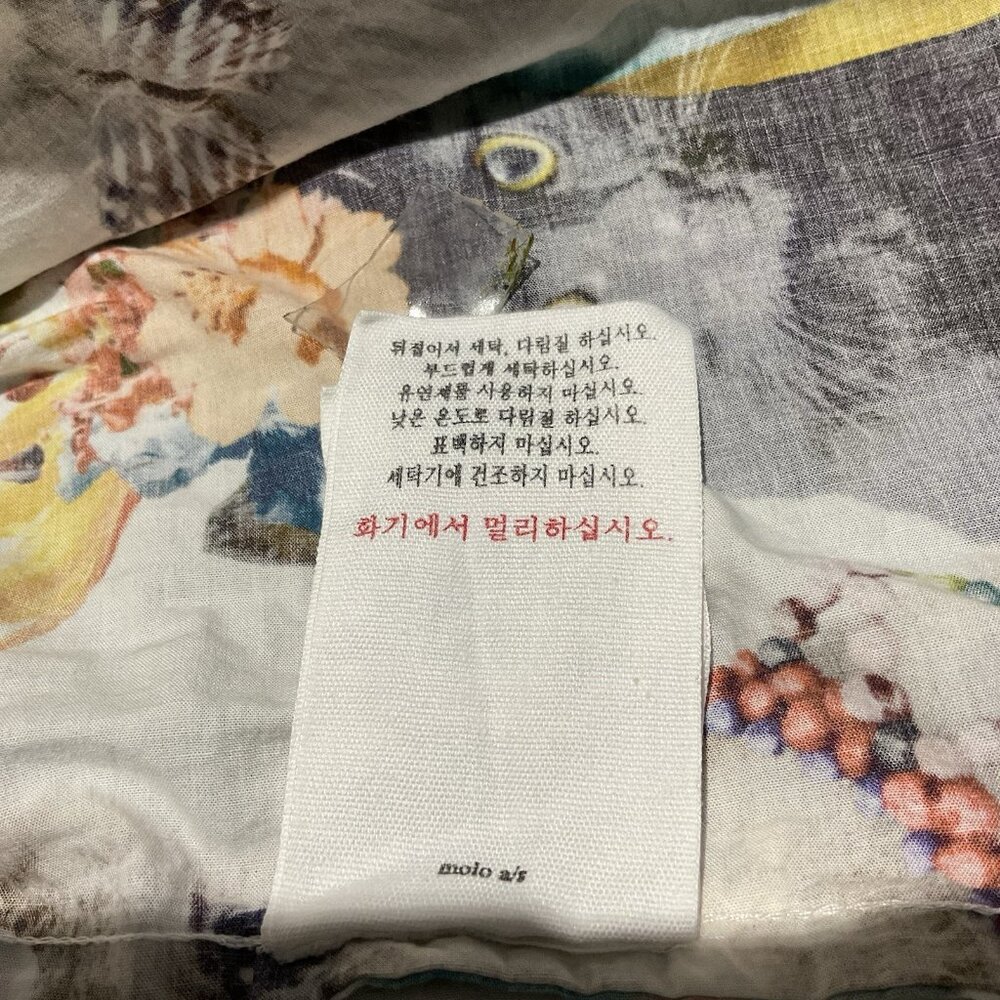 뒤집어서 세탁, 다림질 하십시오.
부드럽게 세탁하십시오.
유연제품 사용하지 마십시오.
낮은 온도로 다림질 하십시오.
표백하지 마십시오.
세탁기에 건조하지 마십시오.
화기에서 멀리하십시오.
molo a/s